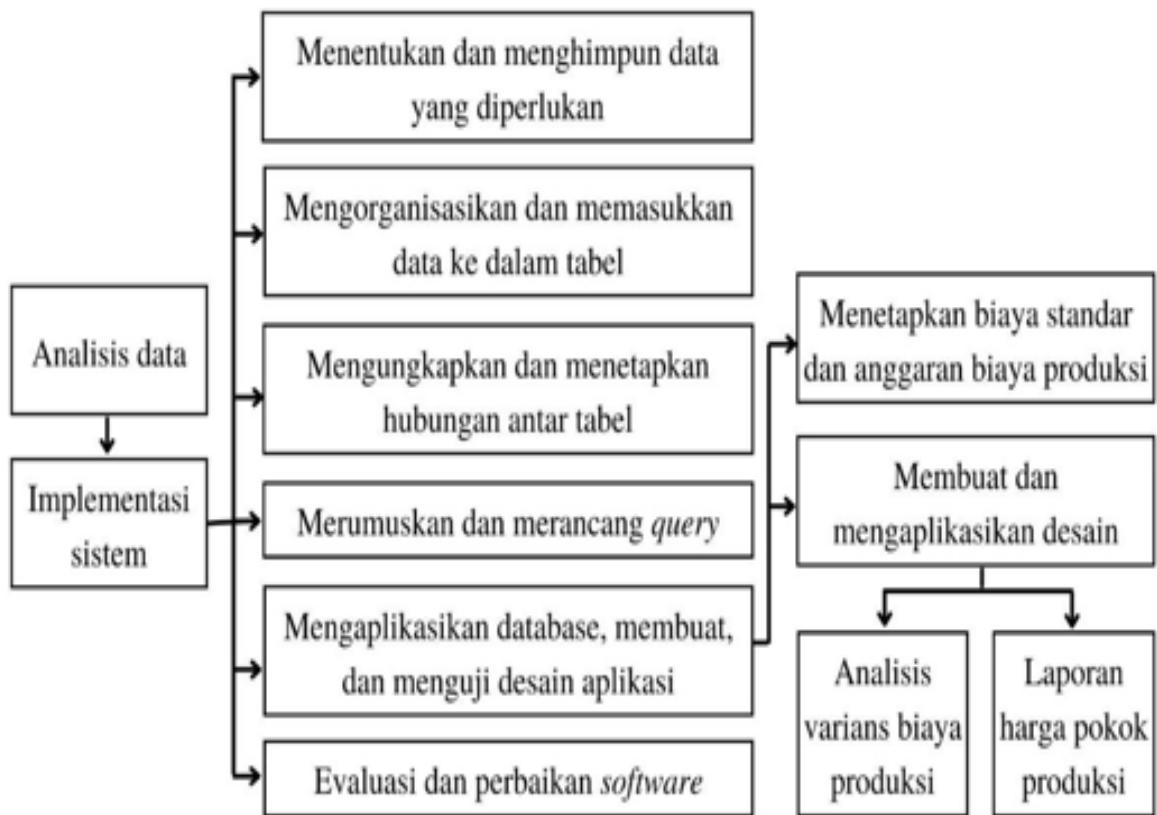 Analisis data
Implementasi
sistem
Menentukan dan menghimpun data
yang diperlukan
Mengorganisasikan dan memasukkan
data ke dalam tabel
Mengungkapkan dan menetapkan
hubungan antar tabel
Merumuskan dan merancang query
Mengaplikasikan database, membuat,
dan menguji desain aplikasi
Evaluasi dan perbaikan software
Menetapkan biaya standar
dan anggaran biaya produksi
Membuat dan
mengaplikasikan desain
Analisis
varians biaya
produksi
Laporan
harga pokok
produksi